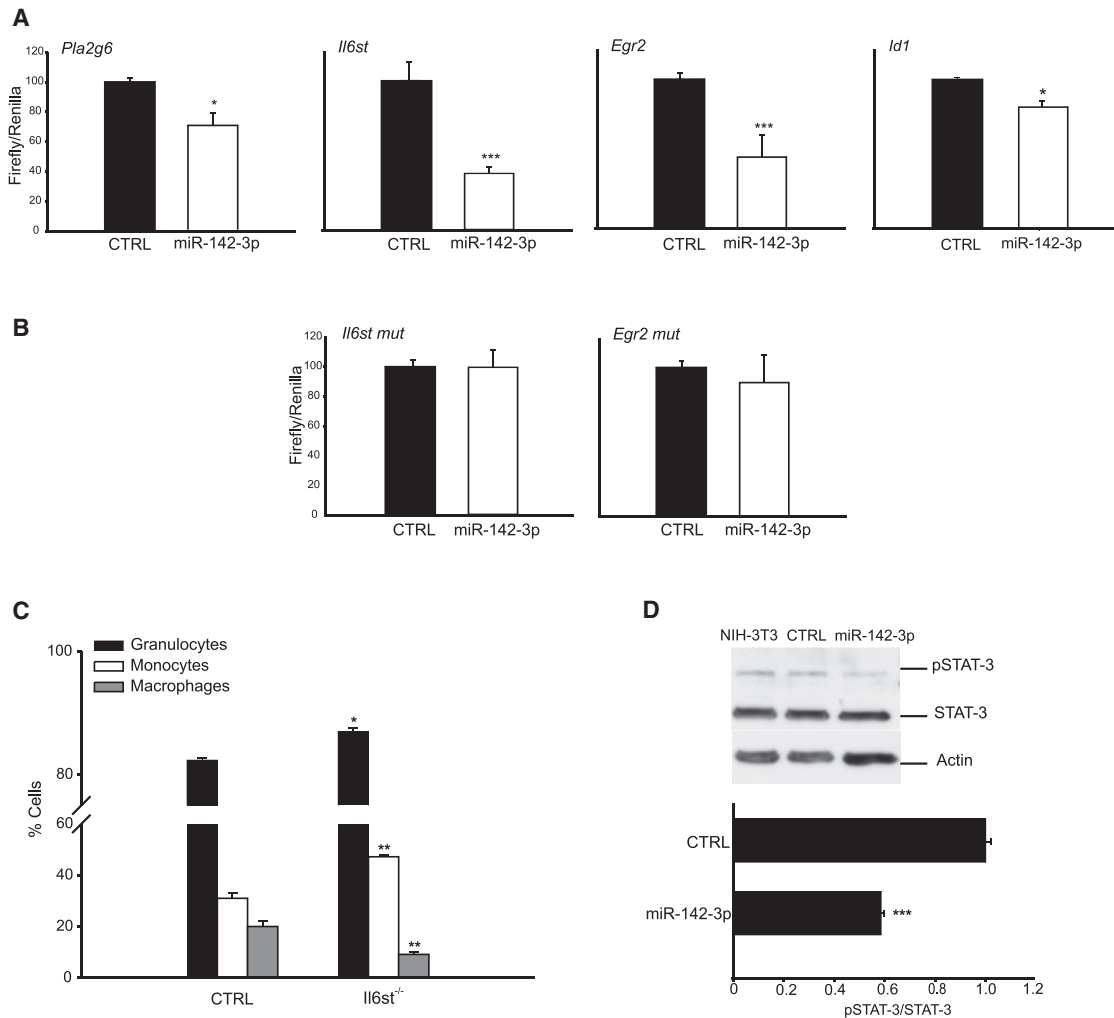 A
Pla2g6
Il6st
Egr2
Id1
Firefly/Renilla
120
100
80
60
40
20
0
*
***
***
*
CTRL miR-142-3p
CTRL miR-142-3p
CTRL miR-142-3p
CTRL miR-142-3p
B
Il6st mut
Egr2 mut
Firefly/Renilla
120
100
80
60
40
20
0
CTRL miR-142-3p
CTRL miR-142-3p
C
Granulocytes
Monocytes
Macrophages
% Cells
100
80
60
40
20
0
*
**
**
CTRL
Il6st-/-
D
NIH-3T3 CTRL miR-142-3p
pSTAT-3
STAT-3
Actin
CTRL
miR-142-3p
***
0 0.2 0.4 0.6 0.8 1.0 1.2
pSTAT-3/STAT-3